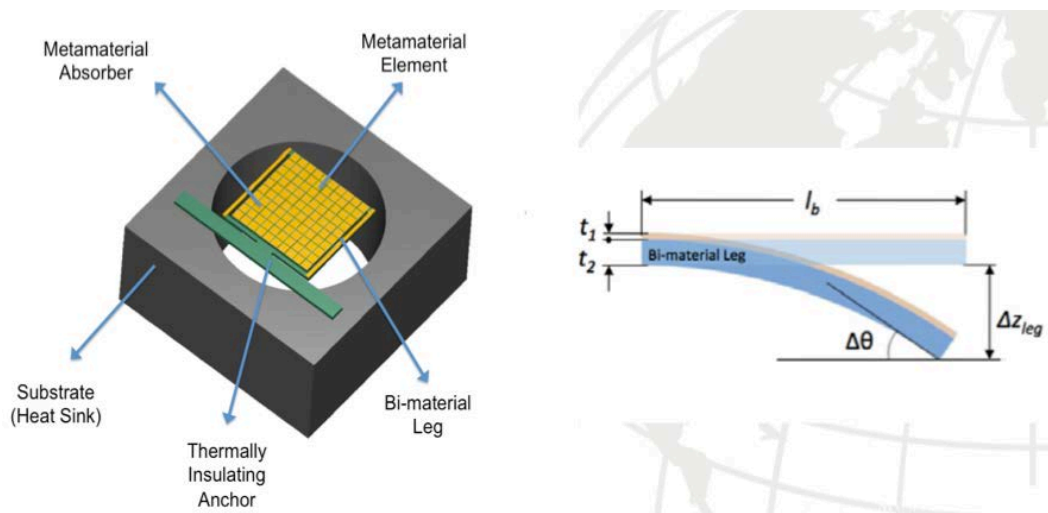 Metamaterial
Absorber
Metamaterial
Element
Substrate
(Heat Sink)
Thermally
Insulating
Anchor
Bi-material
Leg
l_b
t_1
t_2
Bi-material Leg
Δθ
Δz_leg